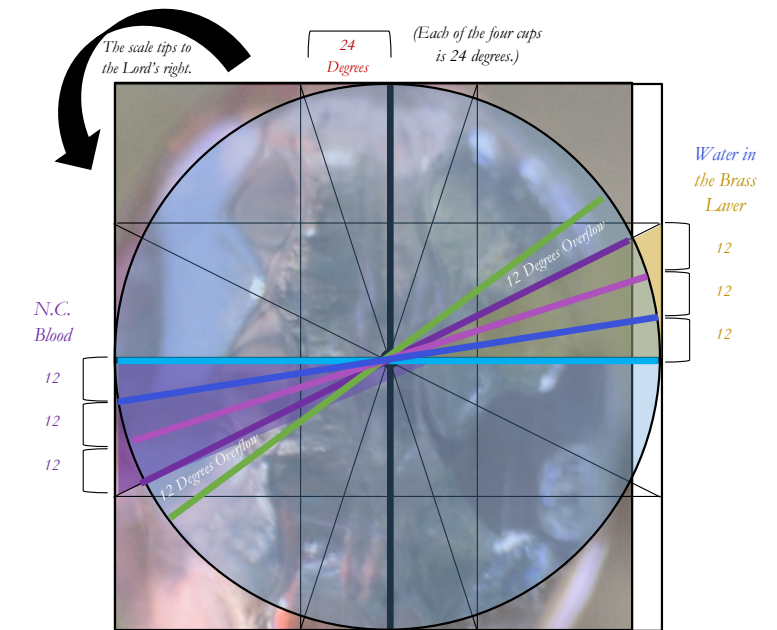 The scale tips to
the Lord's right.
24
Degrees
(Each of the four cups
is 24 degrees.)
Water in
the Brass
Laver
12
12
12
12 Degrees Overflow
N.C.
Blood
12
12
12
12 Degrees Overflow